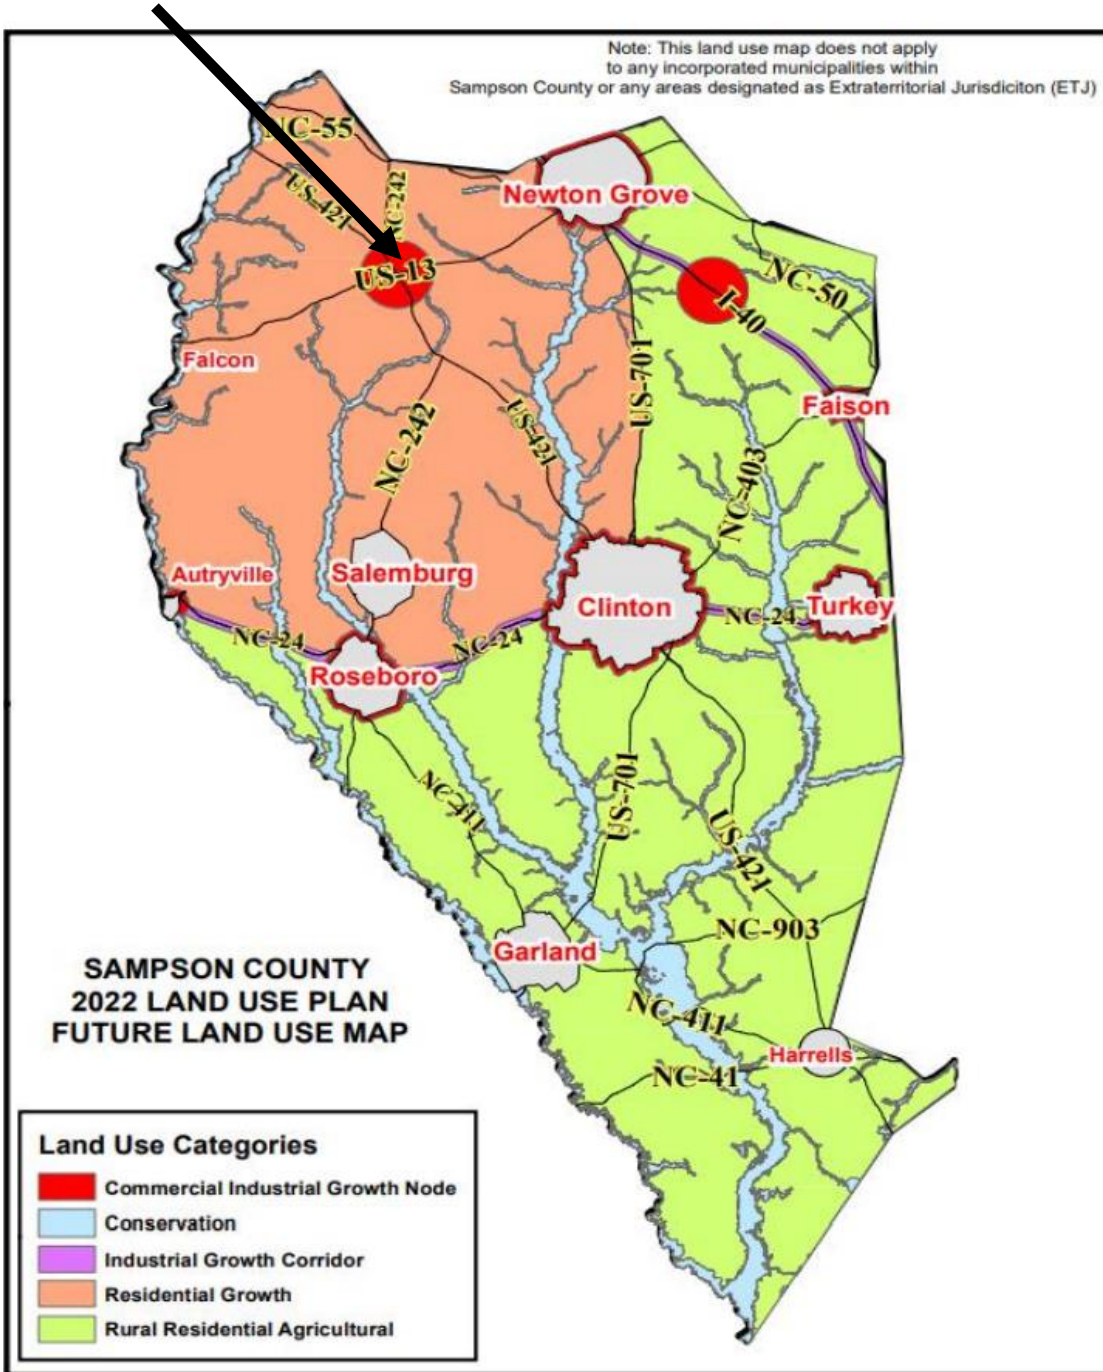 Note: This land use map does not apply
to any incorporated municipalities within
Sampson County or any areas designated as Extraterritorial Jurisdiciton (ETJ)
NC-55
US-421
NC-242
Newton Grove
US-13
I-40
NC-50
Falcon
US-701
Faison
NC-242
US-421
NC-403
Autryville
Salemburg
Clinton
NC-24
Turkey
NC-24
NC-24
Roseboro
NC-411
US-701
US-421
NC-903
Garland
SAMPSON COUNTY
2022 LAND USE PLAN
FUTURE LAND USE MAP
NC-411
Harrells
NC-41
Land Use Categories
Commercial Industrial Growth Node
Conservation
Industrial Growth Corridor
Residential Growth
Rural Residential Agricultural